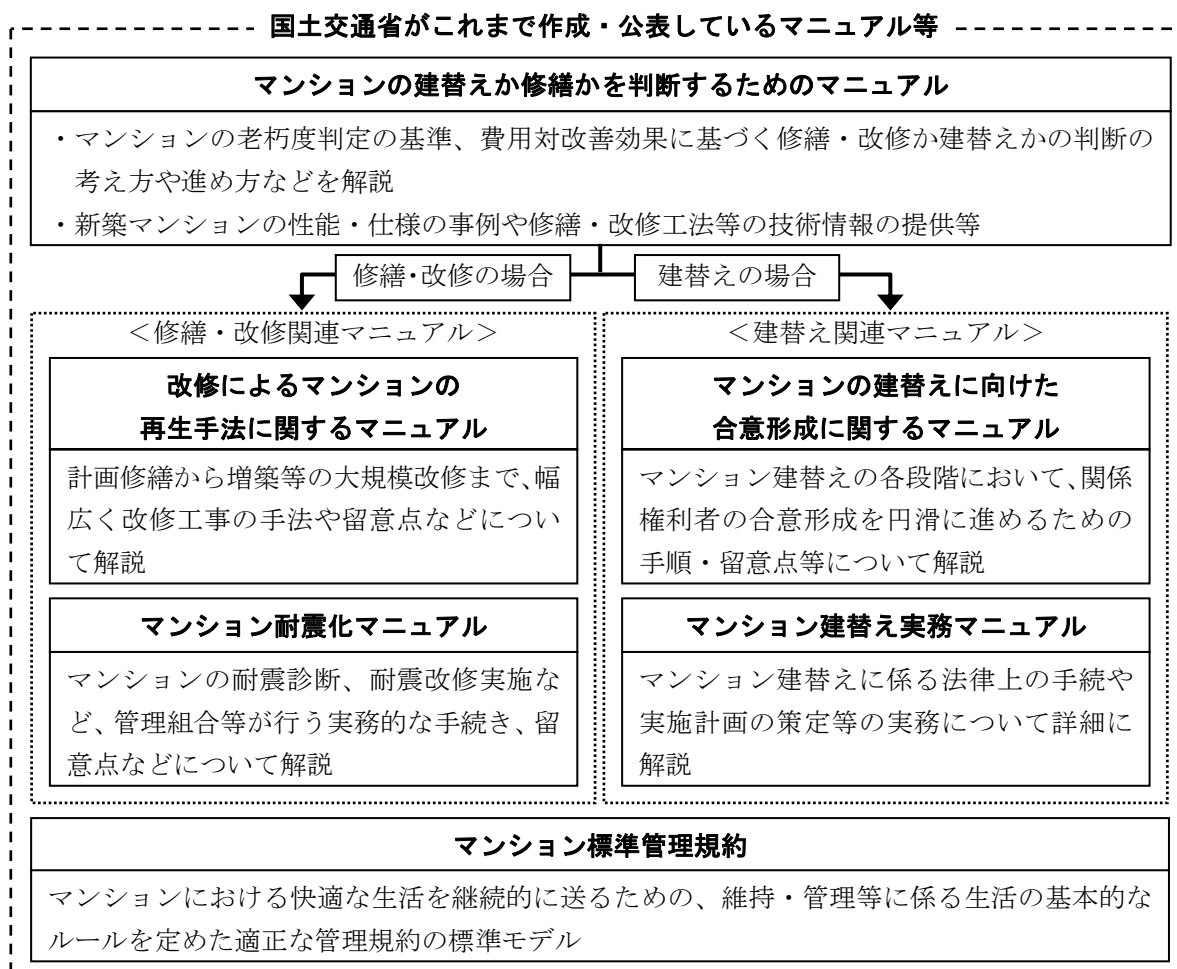 国土交通省がこれまで作成・公表しているマニュアル等
マンションの建替えか修繕かを判断するためのマニュアル
・マンションの老朽度判定の基準、費用対改善効果に基づく修繕・改修か建替えかの判断の
考え方や進め方などを解説
・新築マンションの性能・仕様の事例や修繕・改修工法等の技術情報の提供等
修繕・改修の場合
建替えの場合
＜修繕・改修関連マニュアル＞
改修によるマンションの
再生手法に関するマニュアル
計画修繕から増築等の大規模改修まで、幅
広く改修工事の手法や留意点などについ
て解説
マンション耐震化マニュアル
マンションの耐震診断、耐震改修実施な
ど、管理組合等が行う実務的な手続き、留
意点などについて解説
＜建替え関連マニュアル＞
マンションの建替えに向けた
合意形成に関するマニュアル
マンション建替えの各段階において、関係
権利者の合意形成を円滑に進めるための
手順・留意点等について解説
マンション建替え実務マニュアル
マンション建替えに係る法律上の手続や
実施計画の策定等の実務について詳細に
解説
マンション標準管理規約
マンションにおける快適な生活を継続的に送るための、維持・管理等に係る生活の基本的な
ルールを定めた適正な管理規約の標準モデル